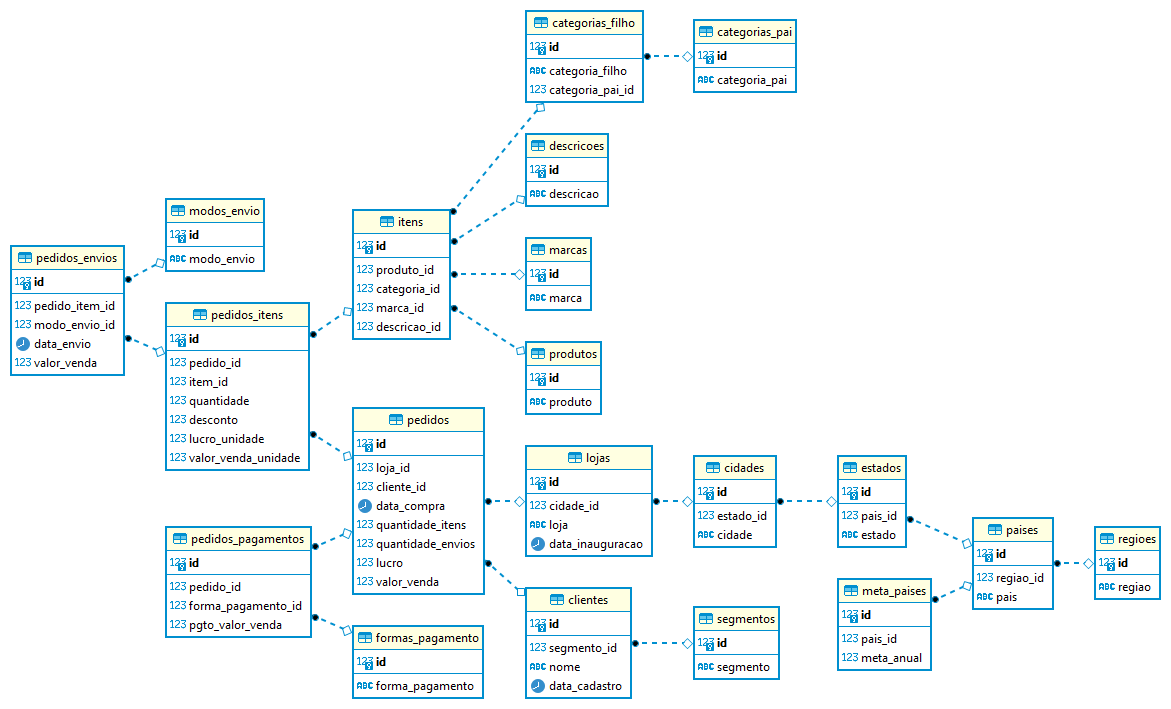 categorias_filho
123 id
ABC categoria_filho
123 categoria_pai_id
categorias_pai
123 id
ABC categoria_pai
descricoes
123 id
ABC descricao
modos_envio
123 id
ABC modo_envio
itens
123 id
123 produto_id
123 categoria_id
123 marca_id
123 descricao_id
marcas
123 id
ABC marca
pedidos_envios
123 id
123 pedido_item_id
123 modo_envio_id
data_envio
123 valor_venda
pedidos_itens
123 id
123 pedido_id
123 item_id
123 quantidade
123 desconto
123 lucro_unidade
123 valor_venda_unidade
produtos
123 id
ABC produto
pedidos
123 id
123 loja_id
123 cliente_id
data_compra
123 quantidade_itens
123 quantidade_envios
123 lucro
123 valor_venda
lojas
123 id
123 cidade_id
ABC loja
data_inauguracao
cidades
123 id
123 estado_id
ABC cidade
estados
123 id
123 pais_id
ABC estado
paises
123 id
123 regiao_id
ABC pais
regioes
123 id
ABC regiao
pedidos_pagamentos
123 id
123 pedido_id
123 forma_pagamento_id
123 pgto_valor_venda
formas_pagamento
123 id
ABC forma_pagamento
clientes
123 id
123 segmento_id
ABC nome
data_cadastro
segmentos
123 id
ABC segmento
meta_paises
123 id
123 pais_id
123 meta_anual